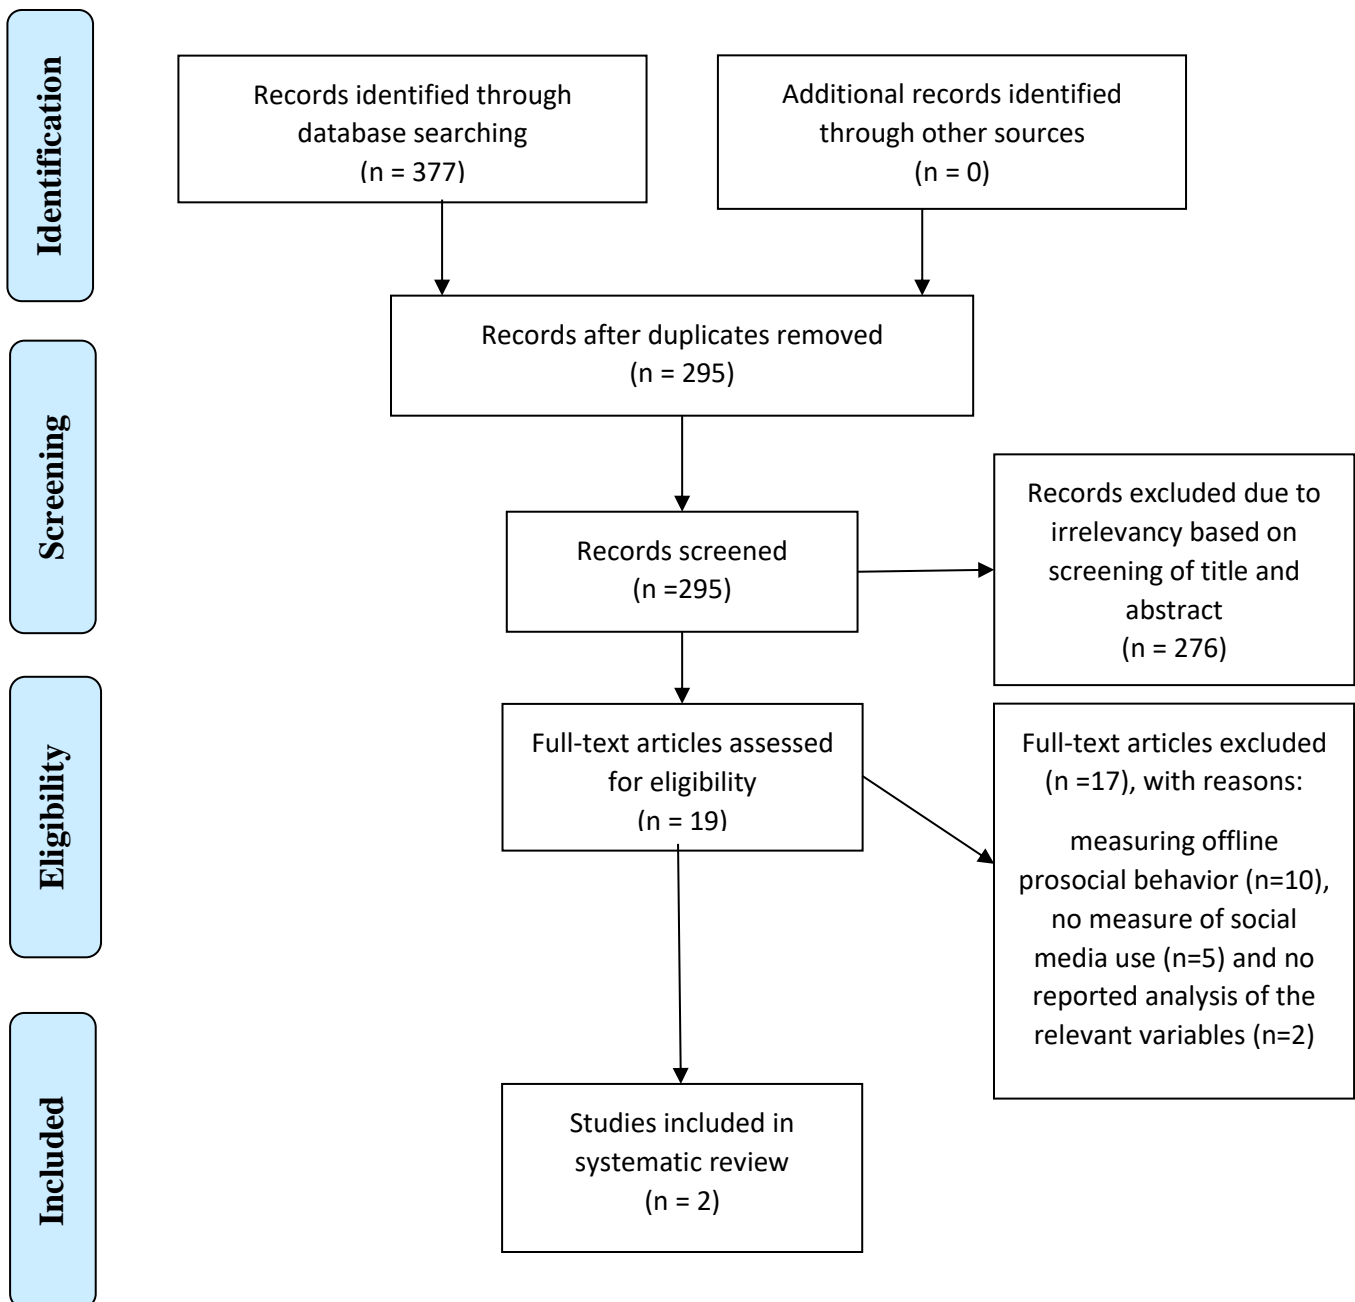 Identification
Records identified through
database searching
(n = 377)
Additional records identified
through other sources
(n = 0)
Records after duplicates removed
(n = 295)
Screening
Records screened
(n =295)
Records excluded due to
irrelevancy based on
screening of title and
abstract
(n = 276)
Eligibility
Full-text articles assessed
for eligibility
(n = 19)
Full-text articles excluded
(n =17), with reasons:
measuring offline
prosocial behavior (n=10),
no measure of social
media use (n=5) and no
reported analysis of the
relevant variables (n=2)
Included
Studies included in
systematic review
(n = 2)